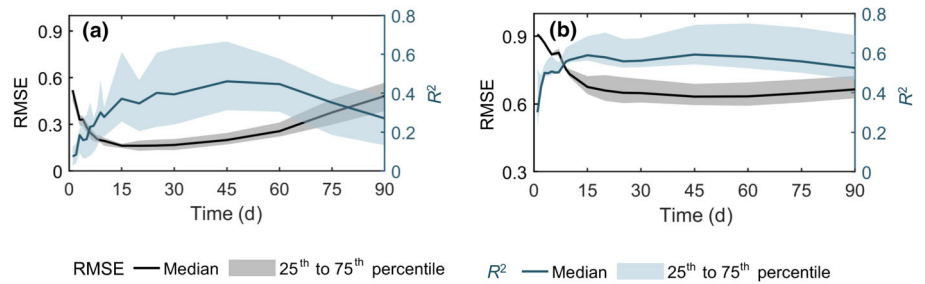 (a)
RMSE
0.9
0.6
0.3
0
0.8
0.6
0.4
0.2
0
R²
0 15 30 45 60 75 90
Time (d)
(b)
RMSE
0.9
0.6
0.3
0.8
0.6
0.4
0.2
0
R²
0 15 30 45 60 75 90
Time (d)
RMSE Median 25th to 75th percentile R² Median 25th to 75th percentile